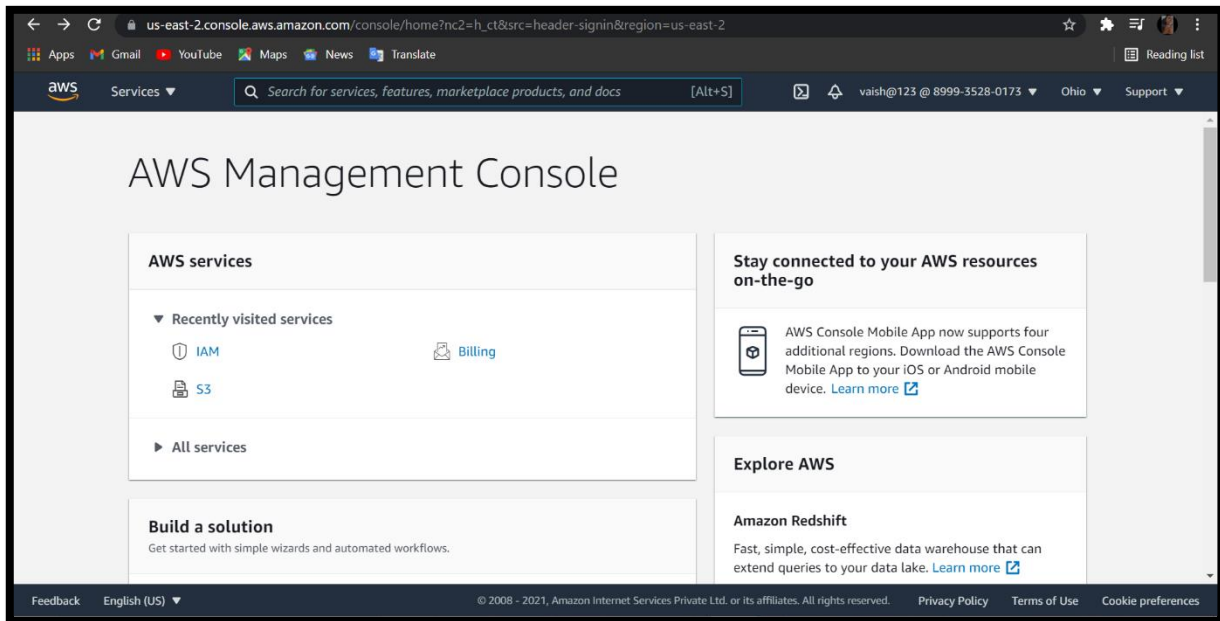 us-east-2.console.aws.amazon.com/console/home?nc2=h_ct&src=header-signin&region=us-east-2
Apps Gmail YouTube Maps News Translate Reading list
aws Services ▼ Search for services, features, marketplace products, and docs [Alt+S] vaish@123 @ 8999-3528-0173 ▼ Ohio ▼ Support ▼
AWS Management Console
AWS services
▼ Recently visited services
IAM
Billing
S3
▶ All services
Build a solution
Get started with simple wizards and automated workflows.
Stay connected to your AWS resources
on-the-go
AWS Console Mobile App now supports four
additional regions. Download the AWS Console
Mobile App to your iOS or Android mobile
device. Learn more
Explore AWS
Amazon Redshift
Fast, simple, cost-effective data warehouse that can
extend queries to your data lake. Learn more
Feedback English (US) ▼ © 2008 - 2021, Amazon Internet Services Private Ltd. or its affiliates. All rights reserved. Privacy Policy Terms of Use Cookie preferences